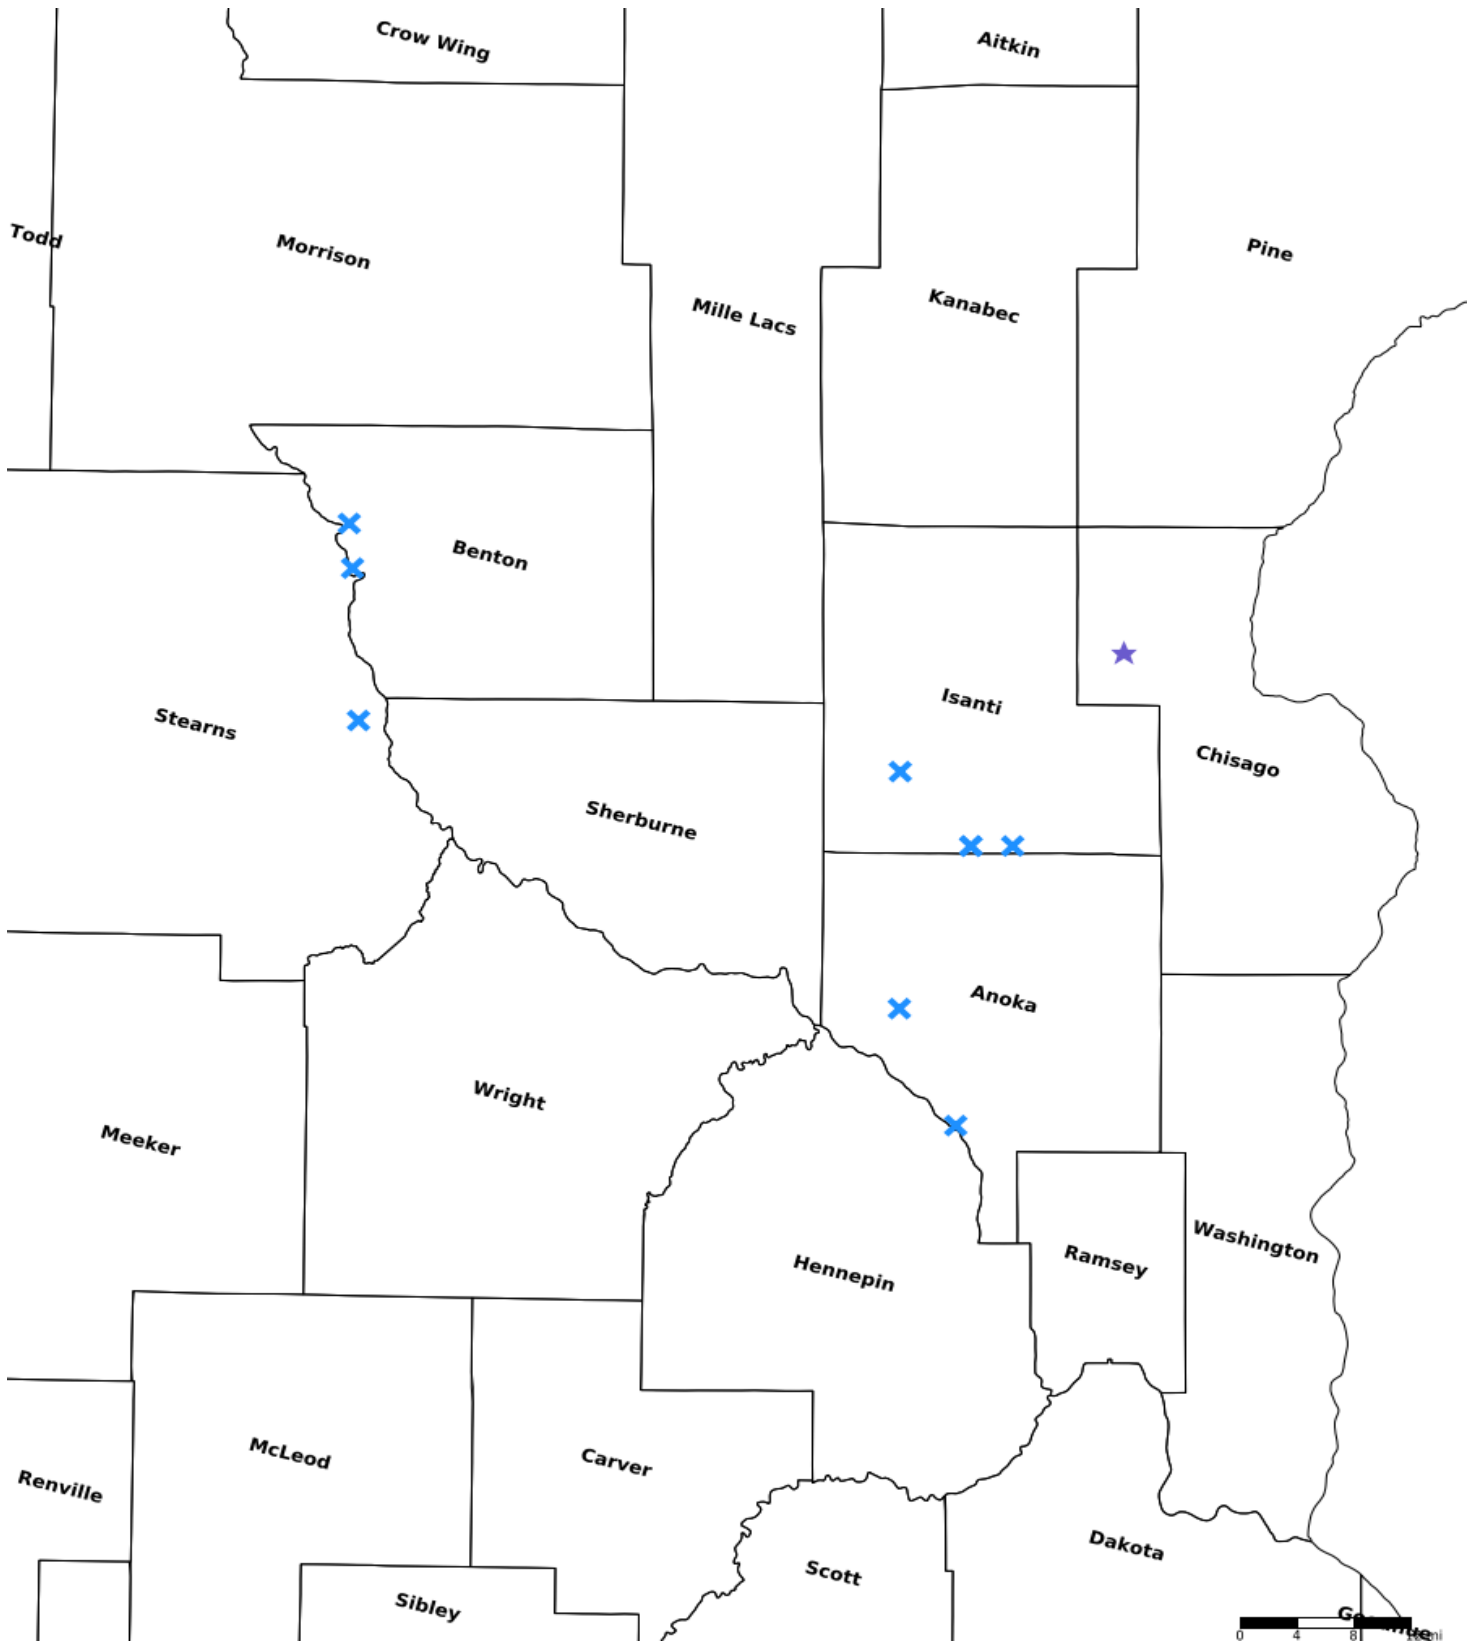 Crow Wing
Aitkin
Todd
Morrison
Pine
Mille Lacs
Kanabec
Benton
Stearns
Isanti
Chisago
Sherburne
Anoka
Wright
Meeker
Washington
Hennepin
Ramsey
McLeod
Carver
Renville
Dakota
Scott
Sibley
0 4 8 mi